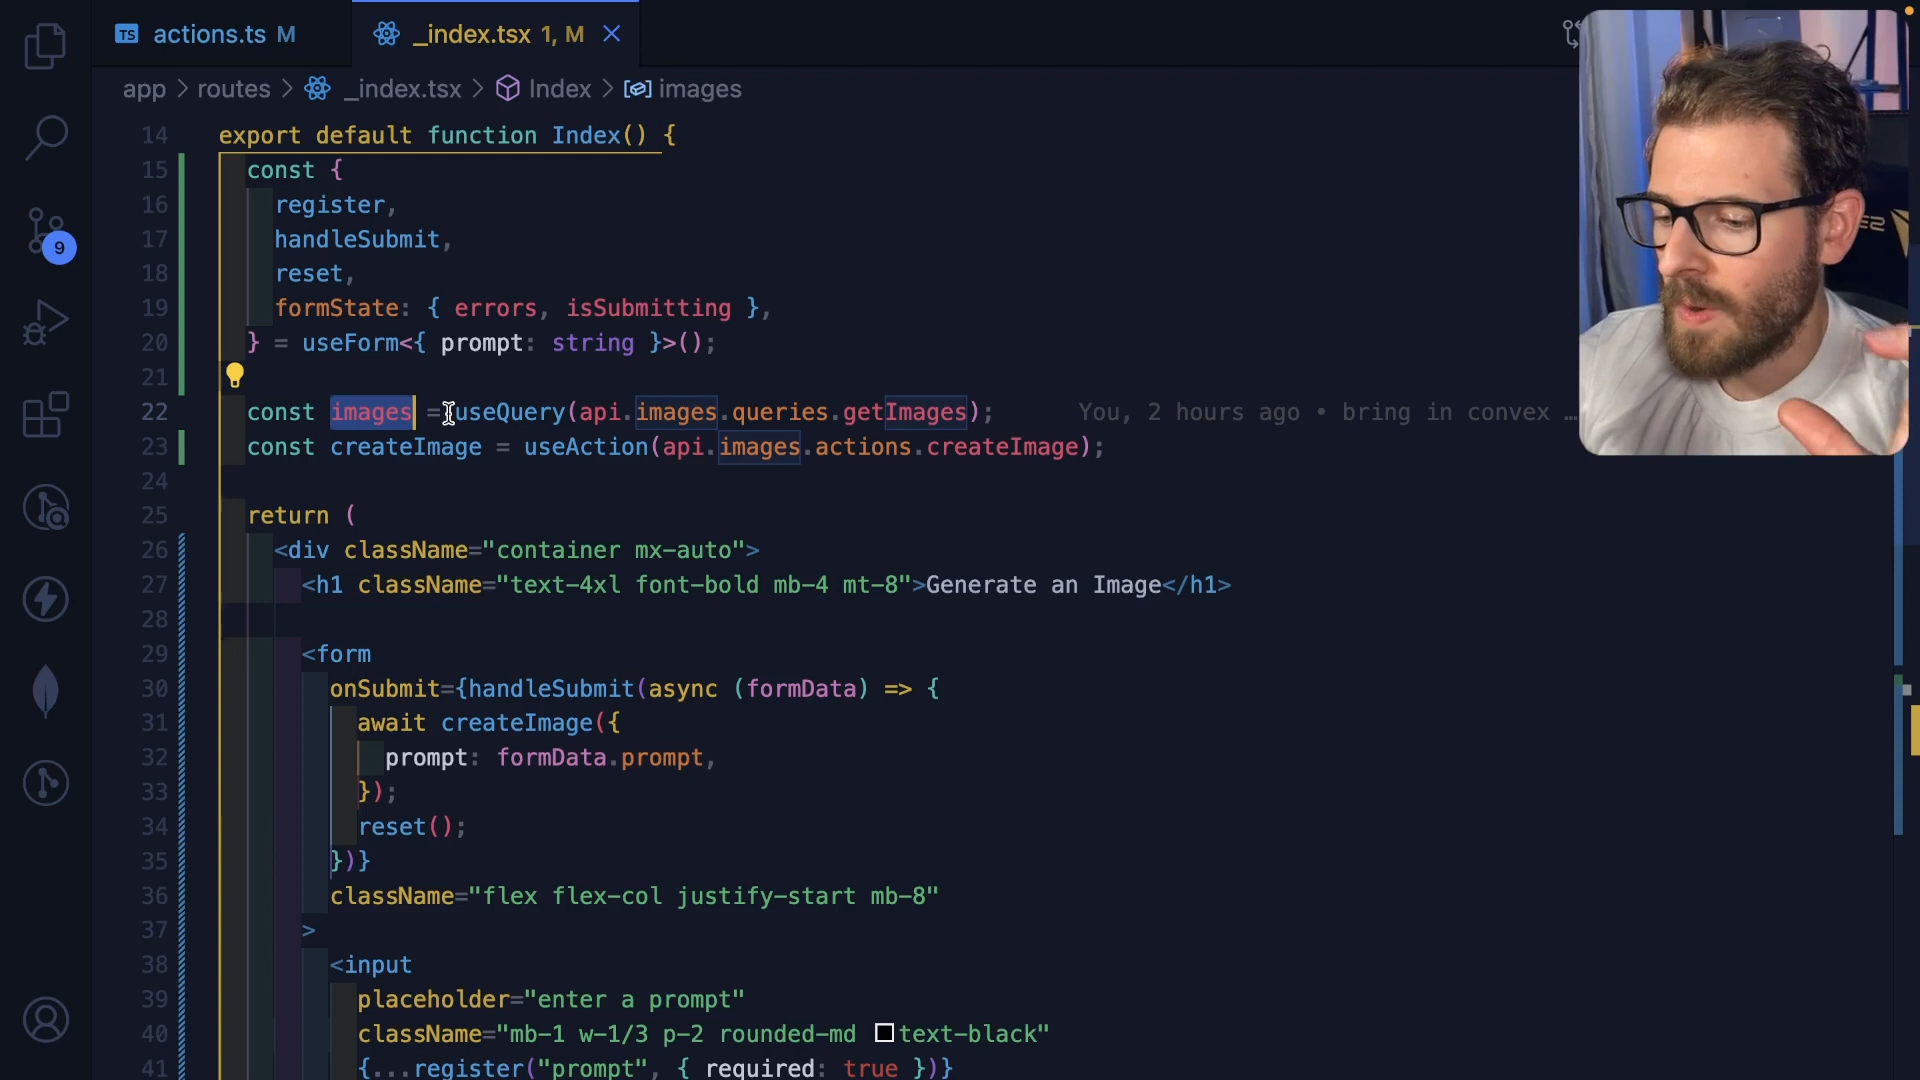 TS actions.ts M
_index.tsx 1, M
app > routes > _index.tsx > Index > images
9
14 export default function Index() {
15 const {
16 register,
17 handleSubmit,
18 reset,
19 formState: { errors, isSubmitting },
20 } = useForm<{ prompt: string }>();
21
22 const images = useQuery(api.images.queries.getImages); You, 2 hours ago • bring in convex …
23 const createImage = useAction(api.images.actions.createImage);
24
25 return (
26 <div className="container mx-auto">
27 <h1 className="text-4xl font-bold mb-4 mt-8">Generate an Image</h1>
28
29 <form
30 onSubmit={handleSubmit(async (formData) => {
31 await createImage({
32 prompt: formData.prompt,
33 });
34 reset();
35 })}
36 className="flex flex-col justify-start mb-8"
37 >
38 <input
39 placeholder="enter a prompt"
40 className="mb-1 w-1/3 p-2 rounded-md text-black"
41 {...register("prompt", { required: true })}